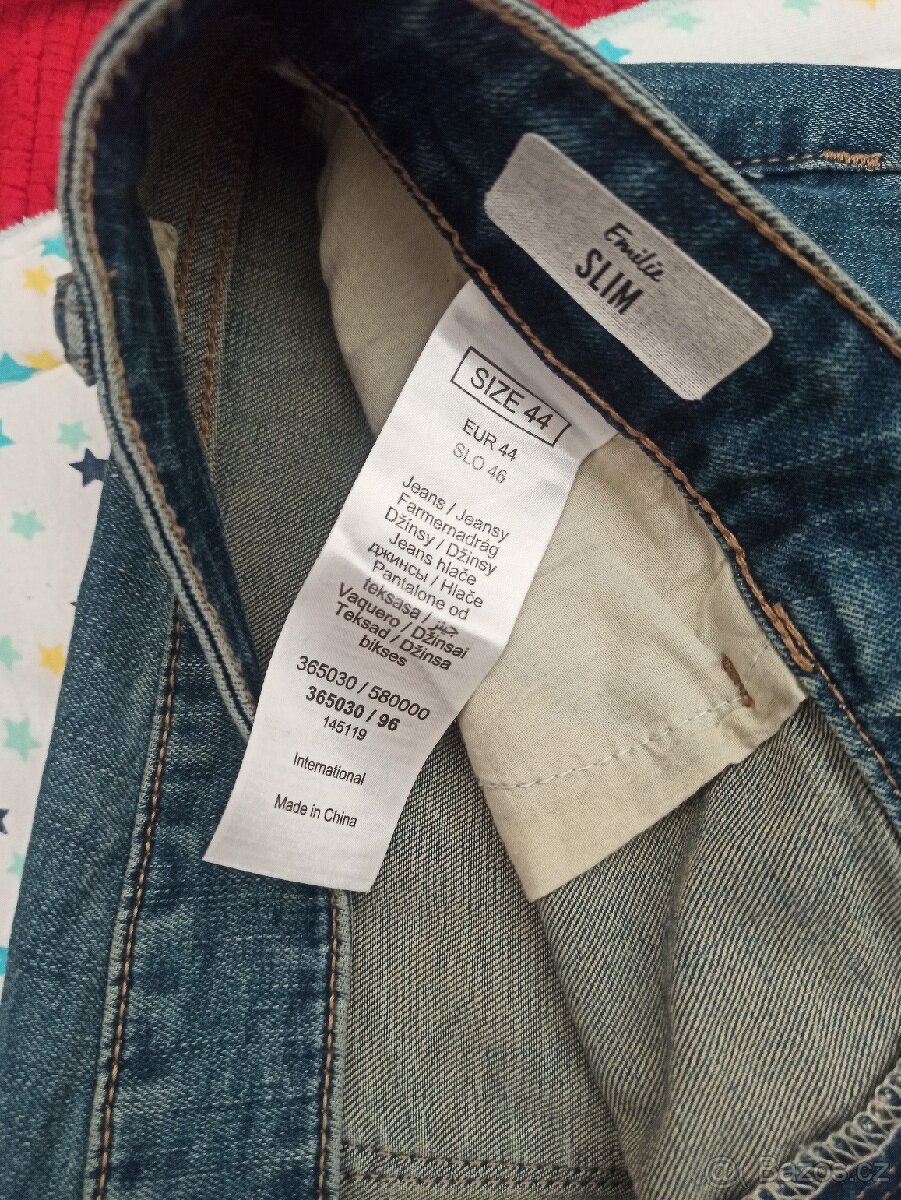 Emilie
SLIM
SIZE 44
EUR 44
SLO 46
Jeans / Jeansy
Farmernadrág
Džínsy / Džinsy
Jeans hlače
джинсы / Hlače
Pantalone od
teksasa / جينز
Vaquero / Džinsai
Teksad / Džinsa
bikses
365030 / 580000
365030 / 96
145119
International
Made in China
Bazos.cz